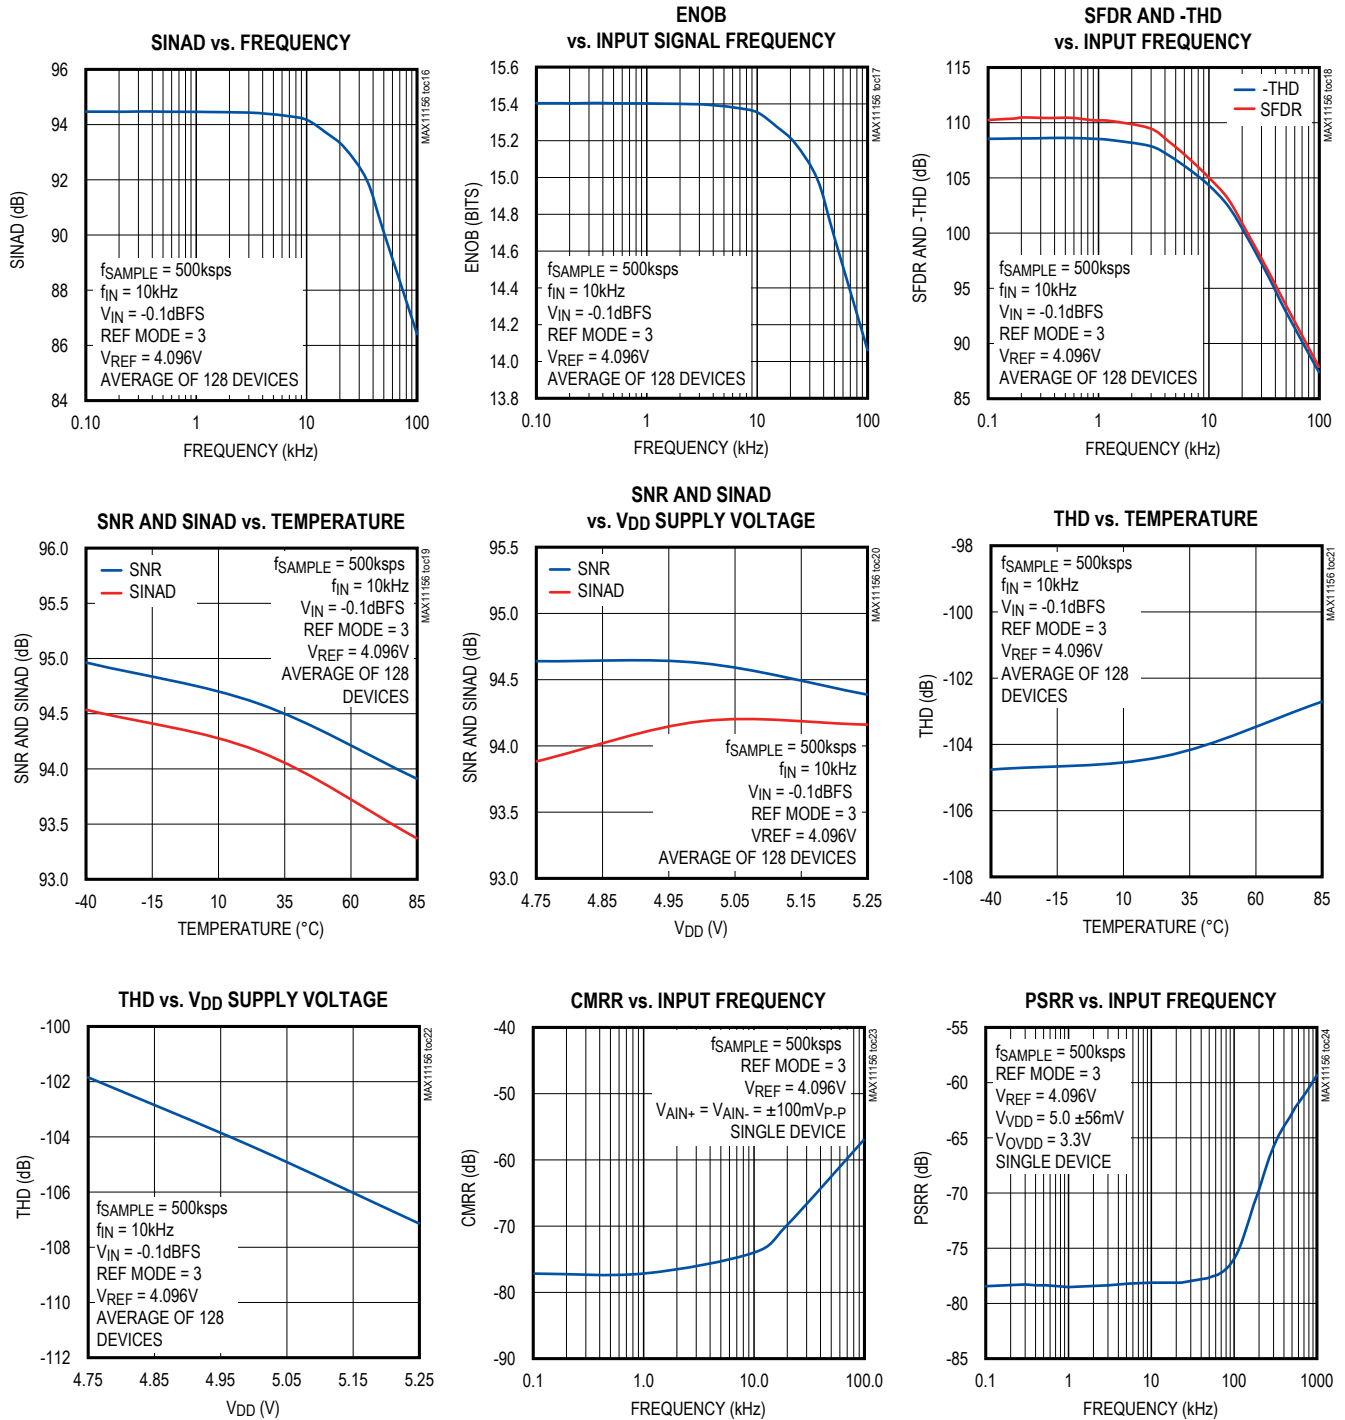 SINAD vs. FREQUENCY
MAX11156 toc16
SINAD (dB)
96
94
92
90
88
86
84
fSAMPLE = 500ksps
fIN = 10kHz
VIN = -0.1dBFS
REF MODE = 3
VREF = 4.096V
AVERAGE OF 128 DEVICES
0.10 1 10 100
FREQUENCY (kHz)
ENOB
vs. INPUT SIGNAL FREQUENCY
MAX11156 toc17
ENOB (BITS)
15.6
15.4
15.2
15.0
14.8
14.6
14.4
14.2
14.0
13.8
fSAMPLE = 500ksps
fIN = 10kHz
VIN = -0.1dBFS
REF MODE = 3
VREF = 4.096V
AVERAGE OF 128 DEVICES
0.1 1 10 100
FREQUENCY (kHz)
SFDR AND -THD
vs. INPUT FREQUENCY
MAX11156 toc18
SFDR AND -THD (dB)
115
110
105
100
95
90
85
-THD
SFDR
fSAMPLE = 500ksps
fIN = 10kHz
VIN = -0.1dBFS
REF MODE = 3
VREF = 4.096V
AVERAGE OF 128 DEVICES
0.1 1 10 100
FREQUENCY (kHz)
SNR AND SINAD vs. TEMPERATURE
MAX11156 toc19
SNR AND SINAD (dB)
96.0
95.5
95.0
94.5
94.0
93.5
93.0
SNR
SINAD
fSAMPLE = 500ksps
fIN = 10kHz
VIN = -0.1dBFS
REF MODE = 3
VREF = 4.096V
AVERAGE OF 128
DEVICES
-40 -15 10 35 60 85
TEMPERATURE (°C)
SNR AND SINAD
vs. VDD SUPPLY VOLTAGE
MAX11156 toc20
SNR AND SINAD (dB)
95.5
95.0
94.5
94.0
93.5
93.0
SNR
SINAD
fSAMPLE = 500ksps
fIN = 10kHz
VIN = -0.1dBFS
REF MODE = 3
VREF = 4.096V
AVERAGE OF 128 DEVICES
4.75 4.85 4.95 5.05 5.15 5.25
VDD (V)
THD vs. TEMPERATURE
MAX11156 toc21
THD (dB)
-98
-100
-102
-104
-106
-108
fSAMPLE = 500ksps
fIN = 10kHz
VIN = -0.1dBFS
REF MODE = 3
VREF = 4.096V
AVERAGE OF 128
DEVICES
-40 -15 10 35 60 85
TEMPERATURE (°C)
THD vs. VDD SUPPLY VOLTAGE
MAX11156 toc22
THD (dB)
-100
-102
-104
-106
-108
-110
-112
fSAMPLE = 500ksps
fIN = 10kHz
VIN = -0.1dBFS
REF MODE = 3
VREF = 4.096V
AVERAGE OF 128
DEVICES
4.75 4.85 4.95 5.05 5.15 5.25
VDD (V)
CMRR vs. INPUT FREQUENCY
MAX11156 toc23
CMRR (dB)
-40
-50
-60
-70
-80
-90
fSAMPLE = 500ksps
REF MODE = 3
VREF = 4.096V
VAIN+ = VAIN- = ±100mVP-P
SINGLE DEVICE
0.1 1.0 10.0 100.0
FREQUENCY (kHz)
PSRR vs. INPUT FREQUENCY
MAX11156 toc24
PSRR (dB)
-55
-60
-65
-70
-75
-80
-85
fSAMPLE = 500ksps
REF MODE = 3
VREF = 4.096V
VVDD = 5.0 ±56mV
VOVDD = 3.3V
SINGLE DEVICE
0.1 1 10 100 1000
FREQUENCY (kHz)